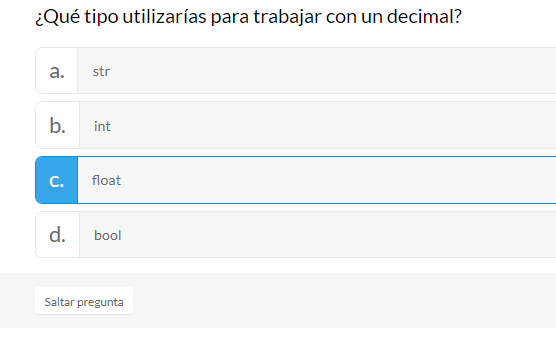 ¿Qué tipo utilizarías para trabajar con un decimal?
a. str
b. int
c. float
d. bool
Saltar pregunta